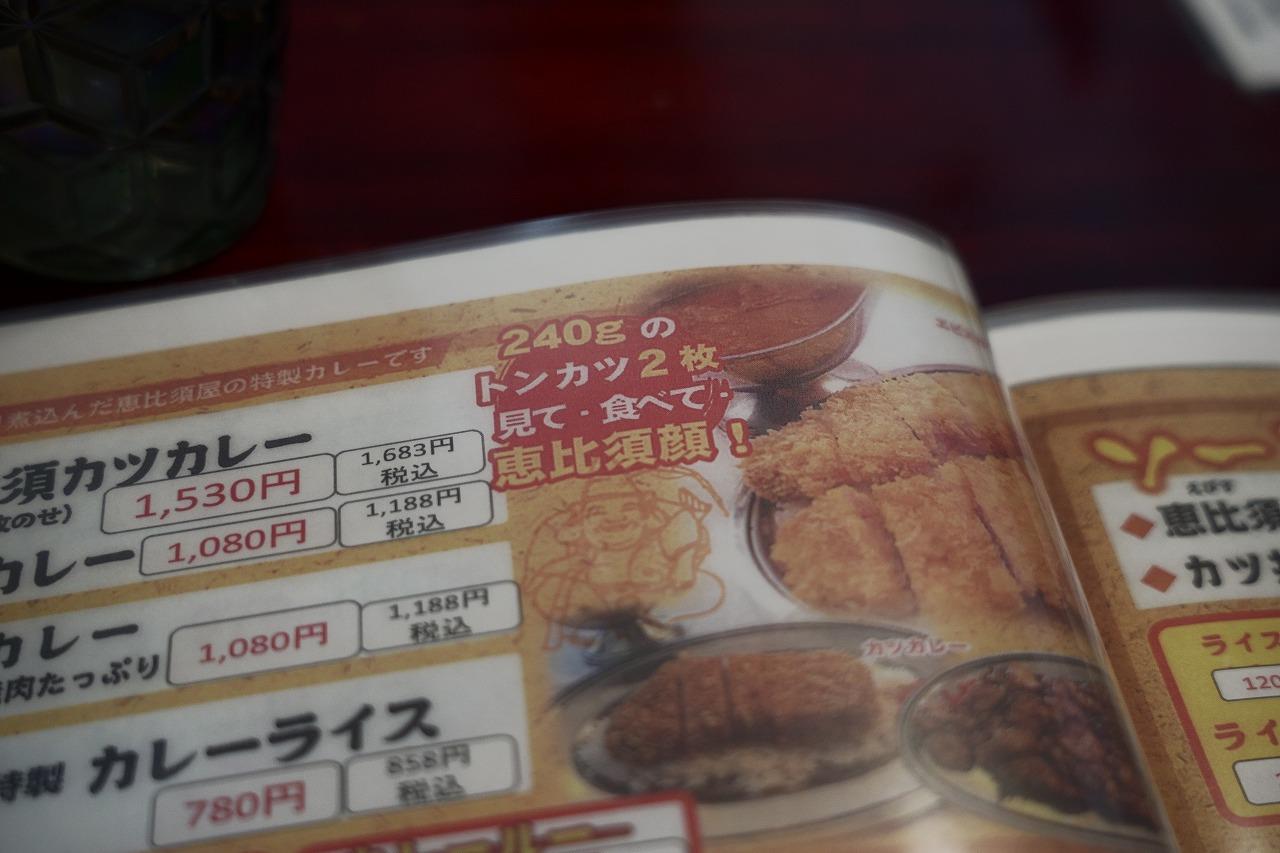 煮込んだ恵比須屋の特製カレーです
240gの
トンカツ2枚
見て・食べて・
恵比須顔！
須カツカレー
のせ)
1,530円
1,683円
税込
カレー
1,080円
1,188円
税込
カレー
肉たっぷり
1,080円
1,188円
税込
特製 カレーライス
780円
858円
税込
カツカレー
えびす
◆恵比須
◆カツ
ライス
120
ライ